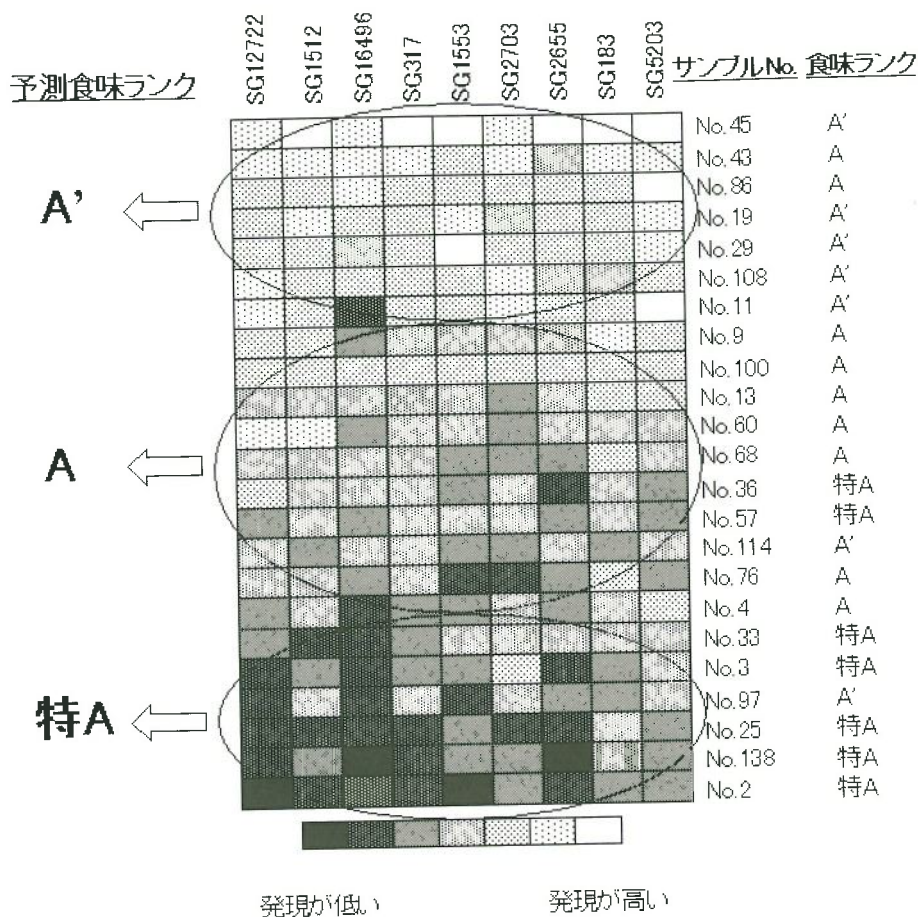 予測食味ランク
SG12722 SG1512 SG16496 SG317 SG1553 SG2703 SG2655 SG183 SG5203
サンプルNo. 食味ランク
No.45 A'
No.43 A
No.86 A
No.19 A'
No.29 A'
No.108 A'
No.11 A'
No.9 A
No.100 A
No.13 A
No.60 A
No.68 A
No.36 特A
No.57 特A
No.114 A'
No.76 A
No.4 A
No.33 特A
No.3 特A
No.97 A'
No.25 特A
No.138 特A
No.2 特A
A'
A
特A
発現が低い 発現が高い